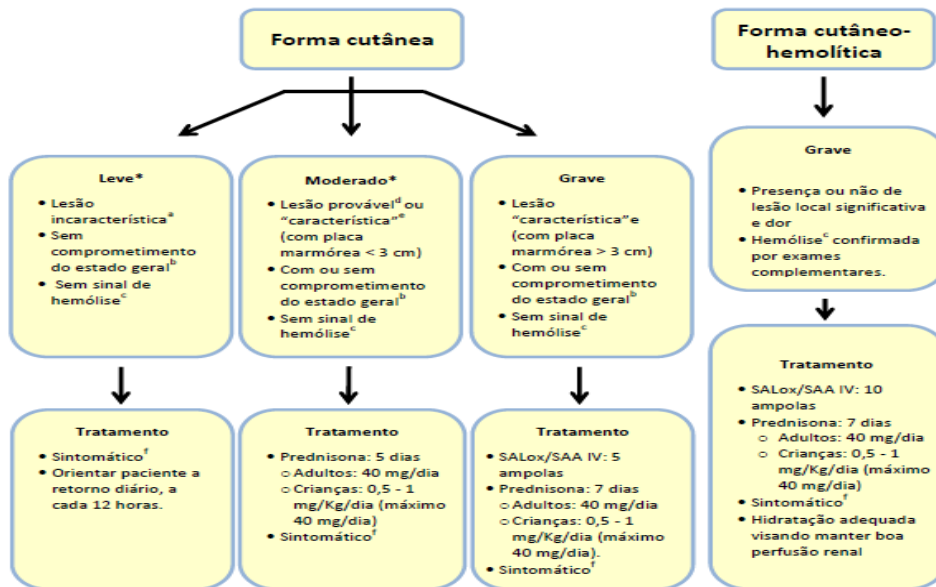 Forma cutânea
Forma cutâneo-
hemolítica
Leve*
• Lesão
incaracterísticaª
• Sem
comprometimento
do estado geralᵇ
• Sem sinal de
hemóliseᶜ
Moderado*
• Lesão provávelᵈ ou
“característica”ᵉ
(com placa
marmórea < 3 cm)
• Com ou sem
comprometimento
do estado geralᵇ
• Sem sinal de
hemóliseᶜ
Grave
• Lesão
“característica”e
(com placa
marmórea > 3 cm)
• Com ou sem
comprometimento
do estado geralᵇ
• Sem sinal de
hemóliseᶜ
Grave
• Presença ou não de
lesão local significativa
e dor
• Hemóliseᶜ confirmada
por exames
complementares.
Tratamento
• Sintomáticoᶠ
• Orientar paciente a
retorno diário, a
cada 12 horas.
Tratamento
• Prednisona: 5 dias
o Adultos: 40 mg/dia
o Crianças: 0,5 - 1
mg/Kg/dia (máximo
40 mg/dia)
• Sintomáticoᶠ
Tratamento
• SALox/SAA IV: 5
ampolas
• Prednisona: 7 dias
o Adultos: 40 mg/dia
o Crianças: 0,5 - 1
mg/Kg/dia (máximo
40 mg/dia).
• Sintomáticoᶠ
Tratamento
• SALox/SAA IV: 10
ampolas
• Prednisona: 7 dias
o Adultos: 40 mg/dia
o Crianças: 0,5 - 1
mg/Kg/dia (máximo
40 mg/dia)
• Sintomáticoᶠ
• Hidratação adequada
visando manter boa
perfusão renal